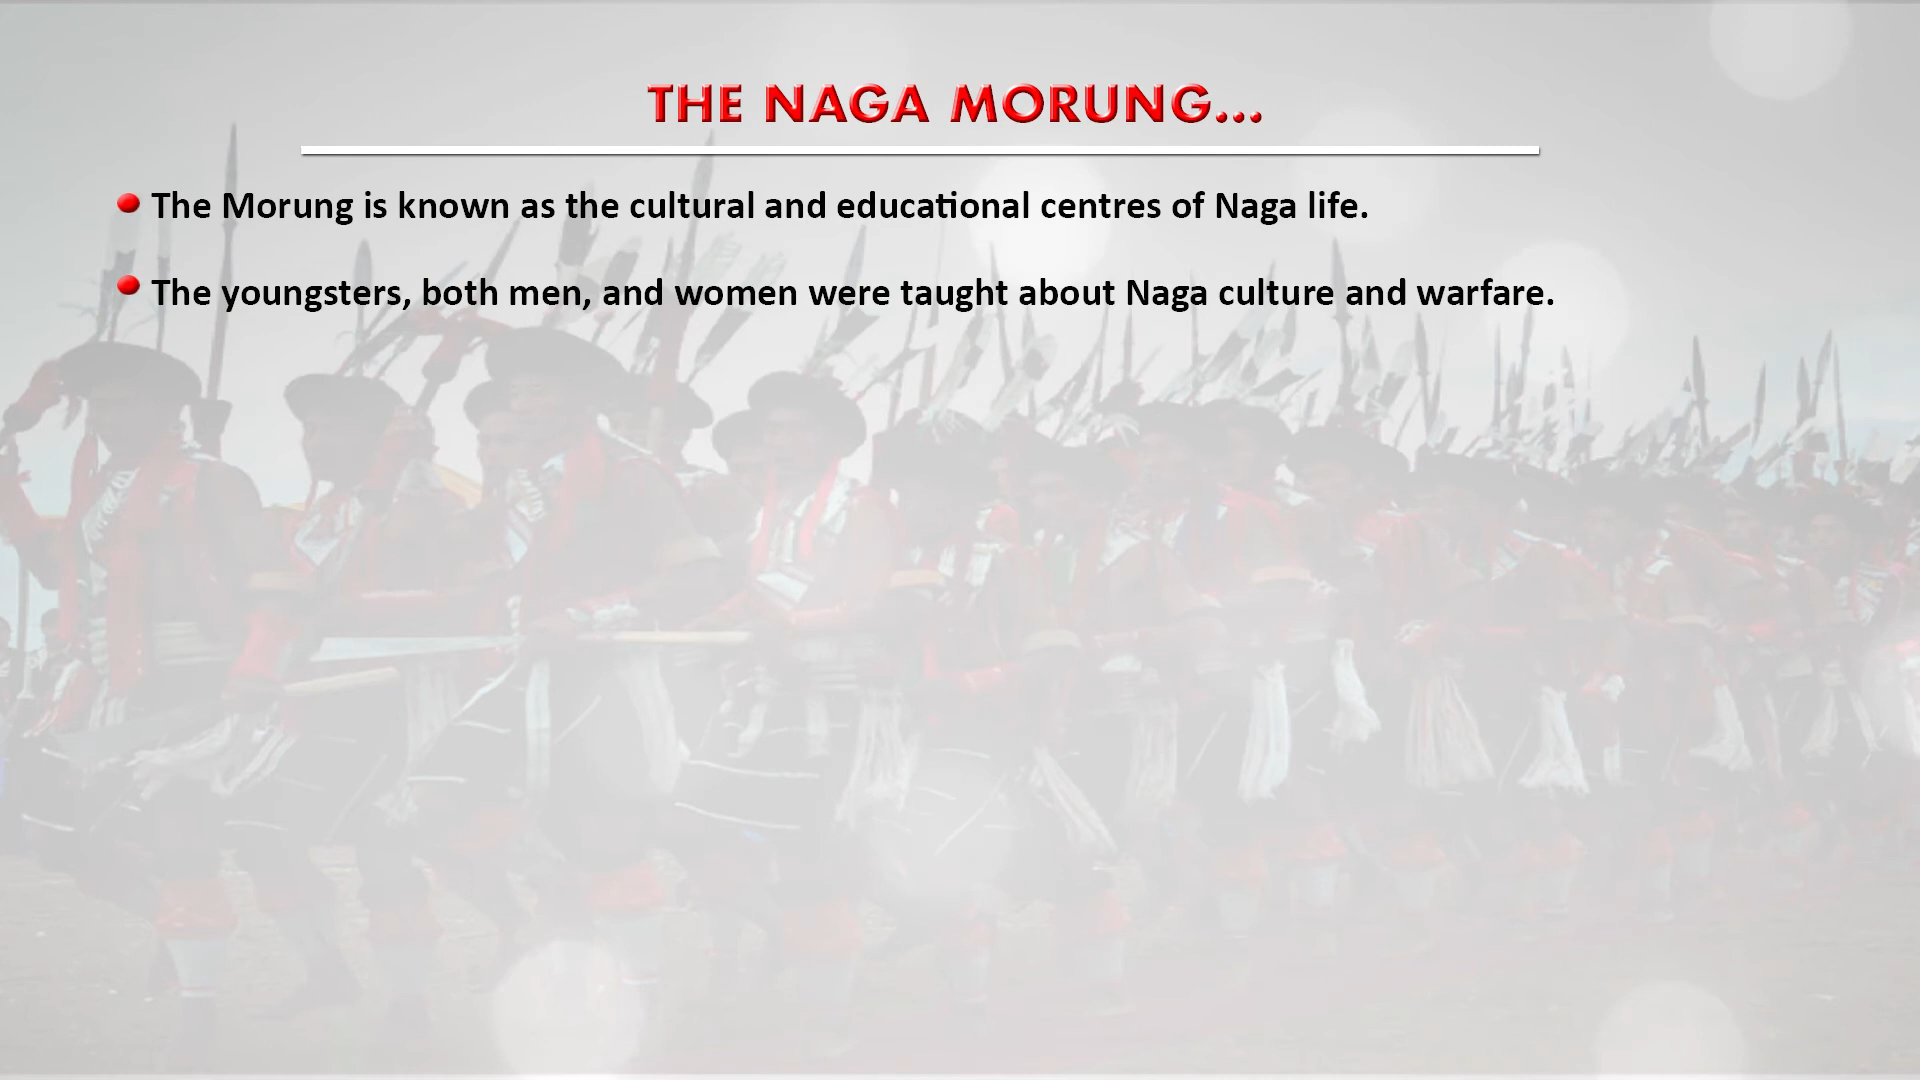 THE NAGA MORUNG...
The Morung is known as the cultural and educational centres of Naga life.
The youngsters, both men, and women were taught about Naga culture and warfare.